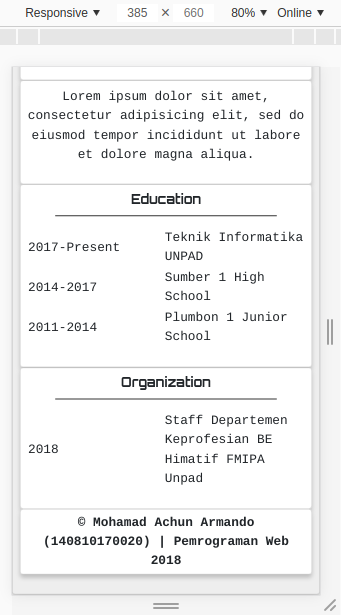 Responsive ▼ 385 × 660 80% ▼ Online ▼
Lorem ipsum dolor sit amet,
consectetur adipisicing elit, sed do
eiusmod tempor incididunt ut labore
et dolore magna aliqua.
Education
2017-Present
Teknik Informatika
UNPAD
2014-2017
Sumber 1 High
School
2011-2014
Plumbon 1 Junior
School
Organization
2018
Staff Departemen
Keprofesian BE
Himatif FMIPA
Unpad
© Mohamad Achun Armando
(140810170020) | Pemrograman Web
2018